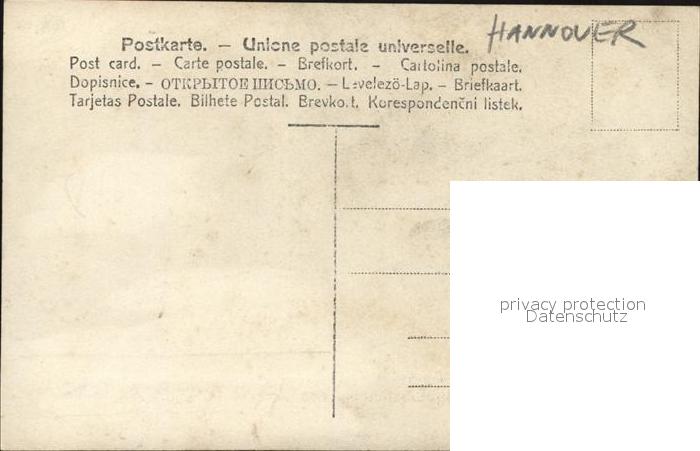 HANNOVER
Postkarte. — Unione postale universelle.
Post card. — Carte postale. — Brefkort. — Cartolina postale.
Dopisnice. — ОТКРЫТОЕ ПИСЬМО. — Levelezö-Lap. — Briefkaart.
Tarjetas Postale. Bilhete Postal. Brevkort. Korespondenční listek.
privacy protection
Datenschutz